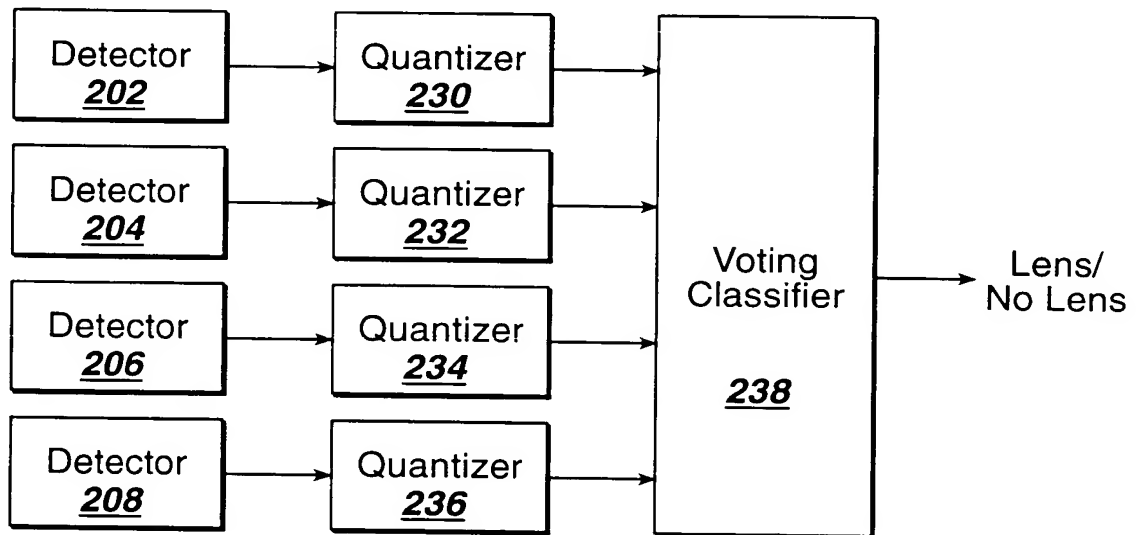 Detector
202
Quantizer
230
Detector
204
Quantizer
232
Detector
206
Quantizer
234
Detector
208
Quantizer
236
Voting
Classifier
238
Lens/
No Lens